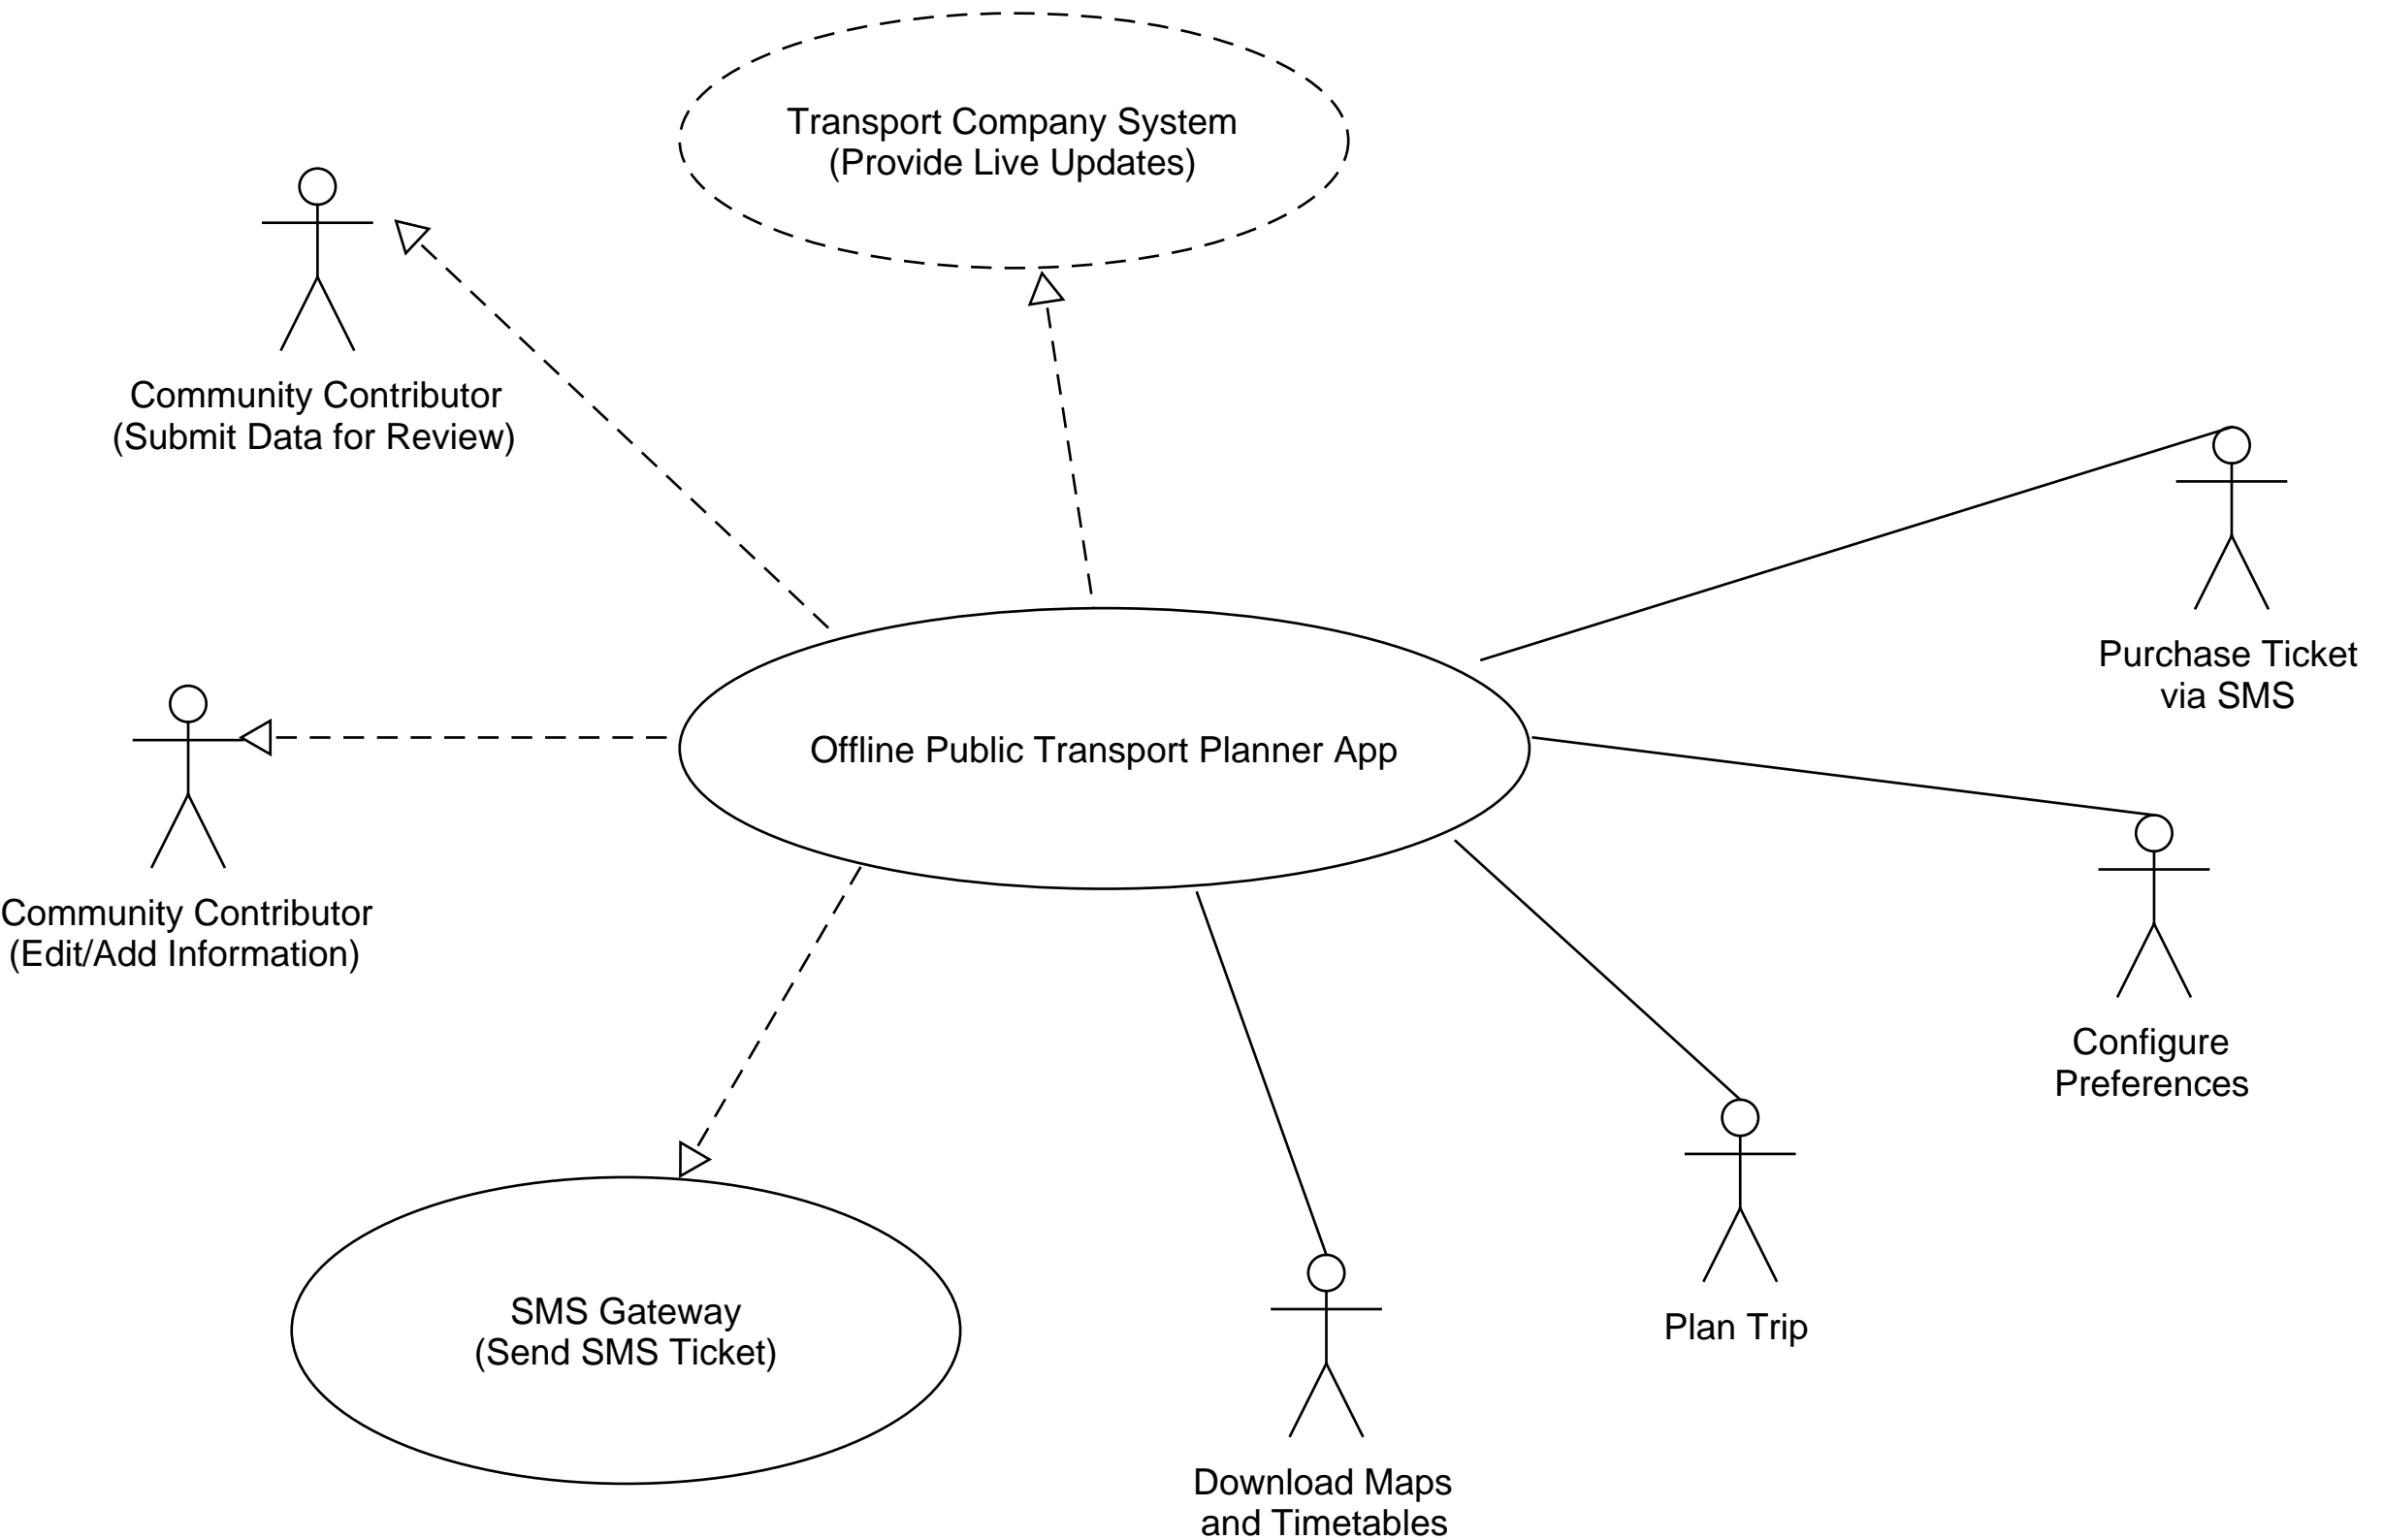 Transport Company System
(Provide Live Updates)
Community Contributor
(Submit Data for Review)
Purchase Ticket
via SMS
Offline Public Transport Planner App
Community Contributor
(Edit/Add Information)
Configure
Preferences
SMS Gateway
(Send SMS Ticket)
Plan Trip
Download Maps
and Timetables